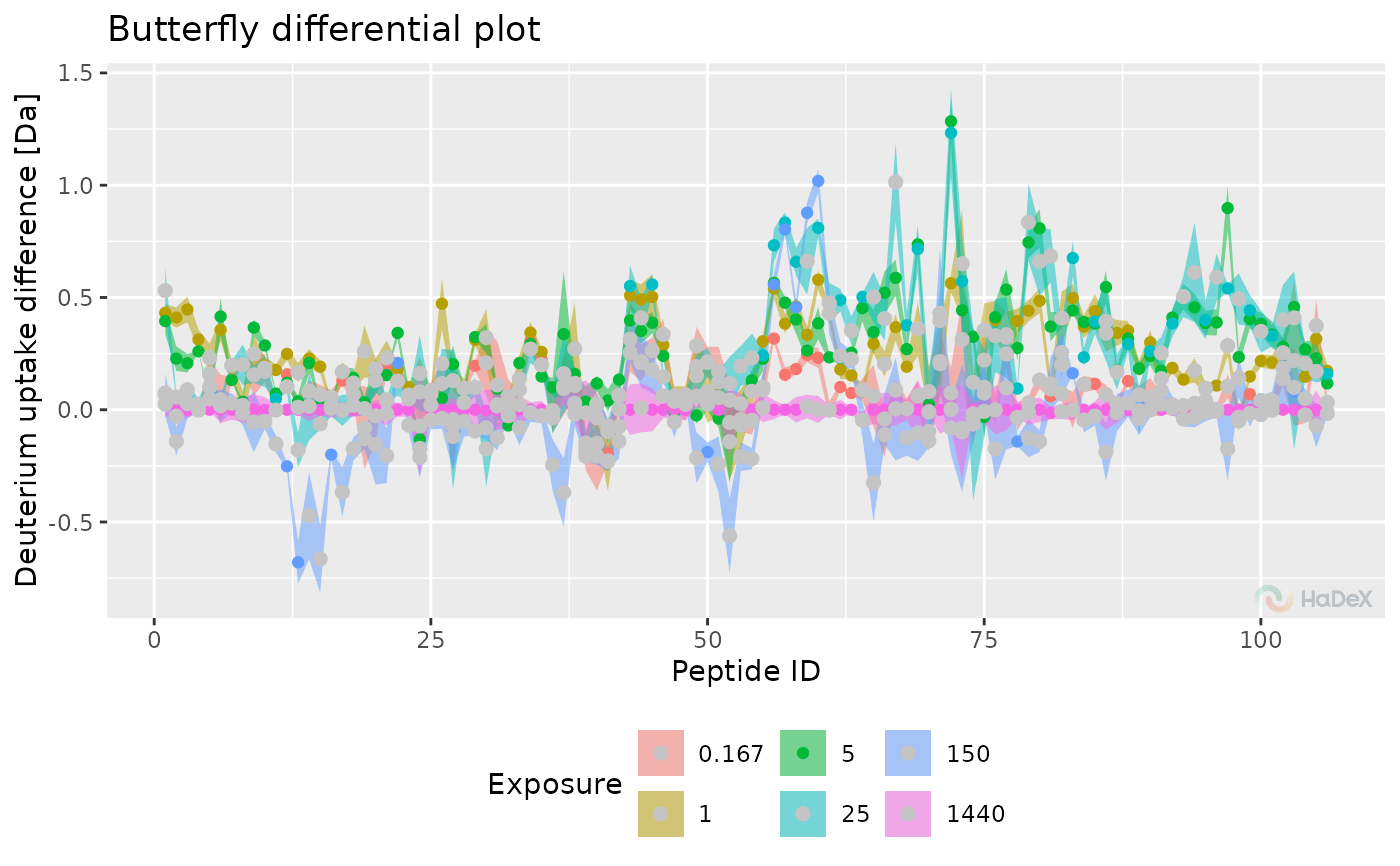 Butterfly differential plot
Deuterium uptake difference [Da]
1.5
1.0
0.5
0.0
-0.5
0 25 50 75 100
Peptide ID
HaDeX
Exposure
0.167 5 150
1 25 1440